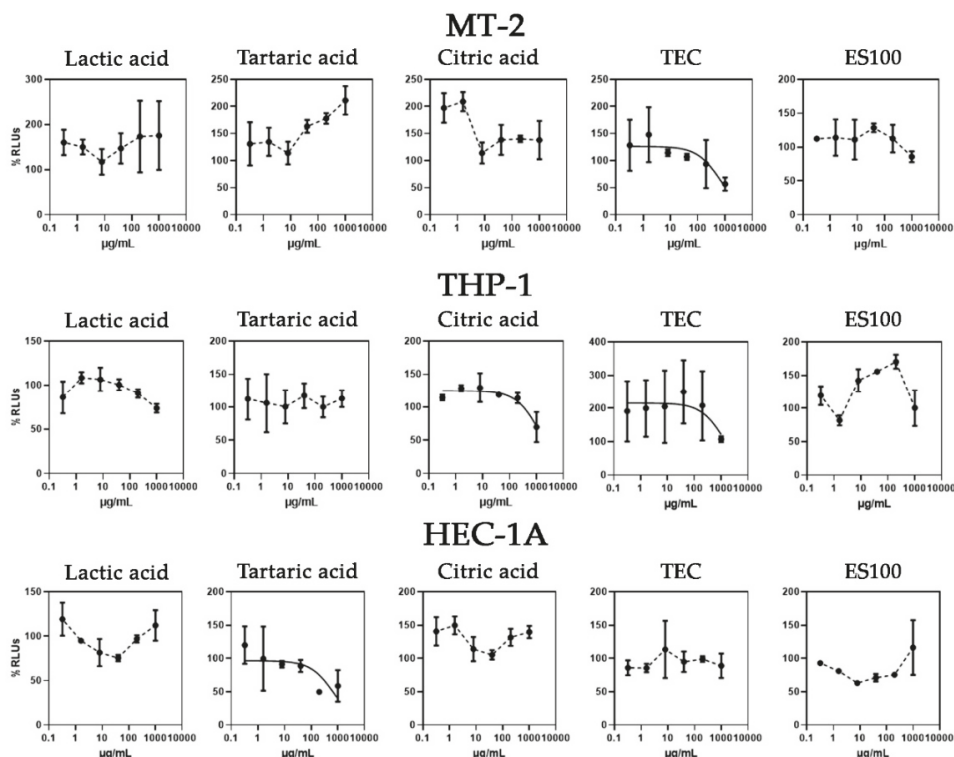 MT-2
Lactic acid Tartaric acid Citric acid TEC ES100
% RLUs
300 200 100 0
250 200 150 100 50 0
250 200 150 100 50 0
250 200 150 100 50 0
200 150 100 50 0
0.1 1 10 100 1000 10000 0.1 1 10 100 1000 10000 0.1 1 10 100 1000 10000 0.1 1 10 100 1000 10000 0.1 1 10 100 1000 10000
µg/mL µg/mL µg/mL µg/mL µg/mL
THP-1
Lactic acid Tartaric acid Citric acid TEC ES100
% RLUs
150 100 50 0
200 150 100 50 0
200 150 100 50 0
400 300 200 100 0
200 150 100 50 0
0.1 1 10 100 1000 10000 0.1 1 10 100 1000 10000 0.1 1 10 100 1000 10000 0.1 1 10 100 1000 10000 0.1 1 10 100 1000 10000
µg/mL µg/mL µg/mL µg/mL µg/mL
HEC-1A
Lactic acid Tartaric acid Citric acid TEC ES100
% RLUs
150 100 50 0
200 150 100 50 0
200 150 100 50 0
200 150 100 50 0
200 150 100 50 0
0.1 1 10 100 1000 10000 0.1 1 10 100 1000 10000 0.1 1 10 100 1000 10000 0.1 1 10 100 1000 10000 0.1 1 10 100 1000 10000
µg/mL µg/mL µg/mL µg/mL µg/mL